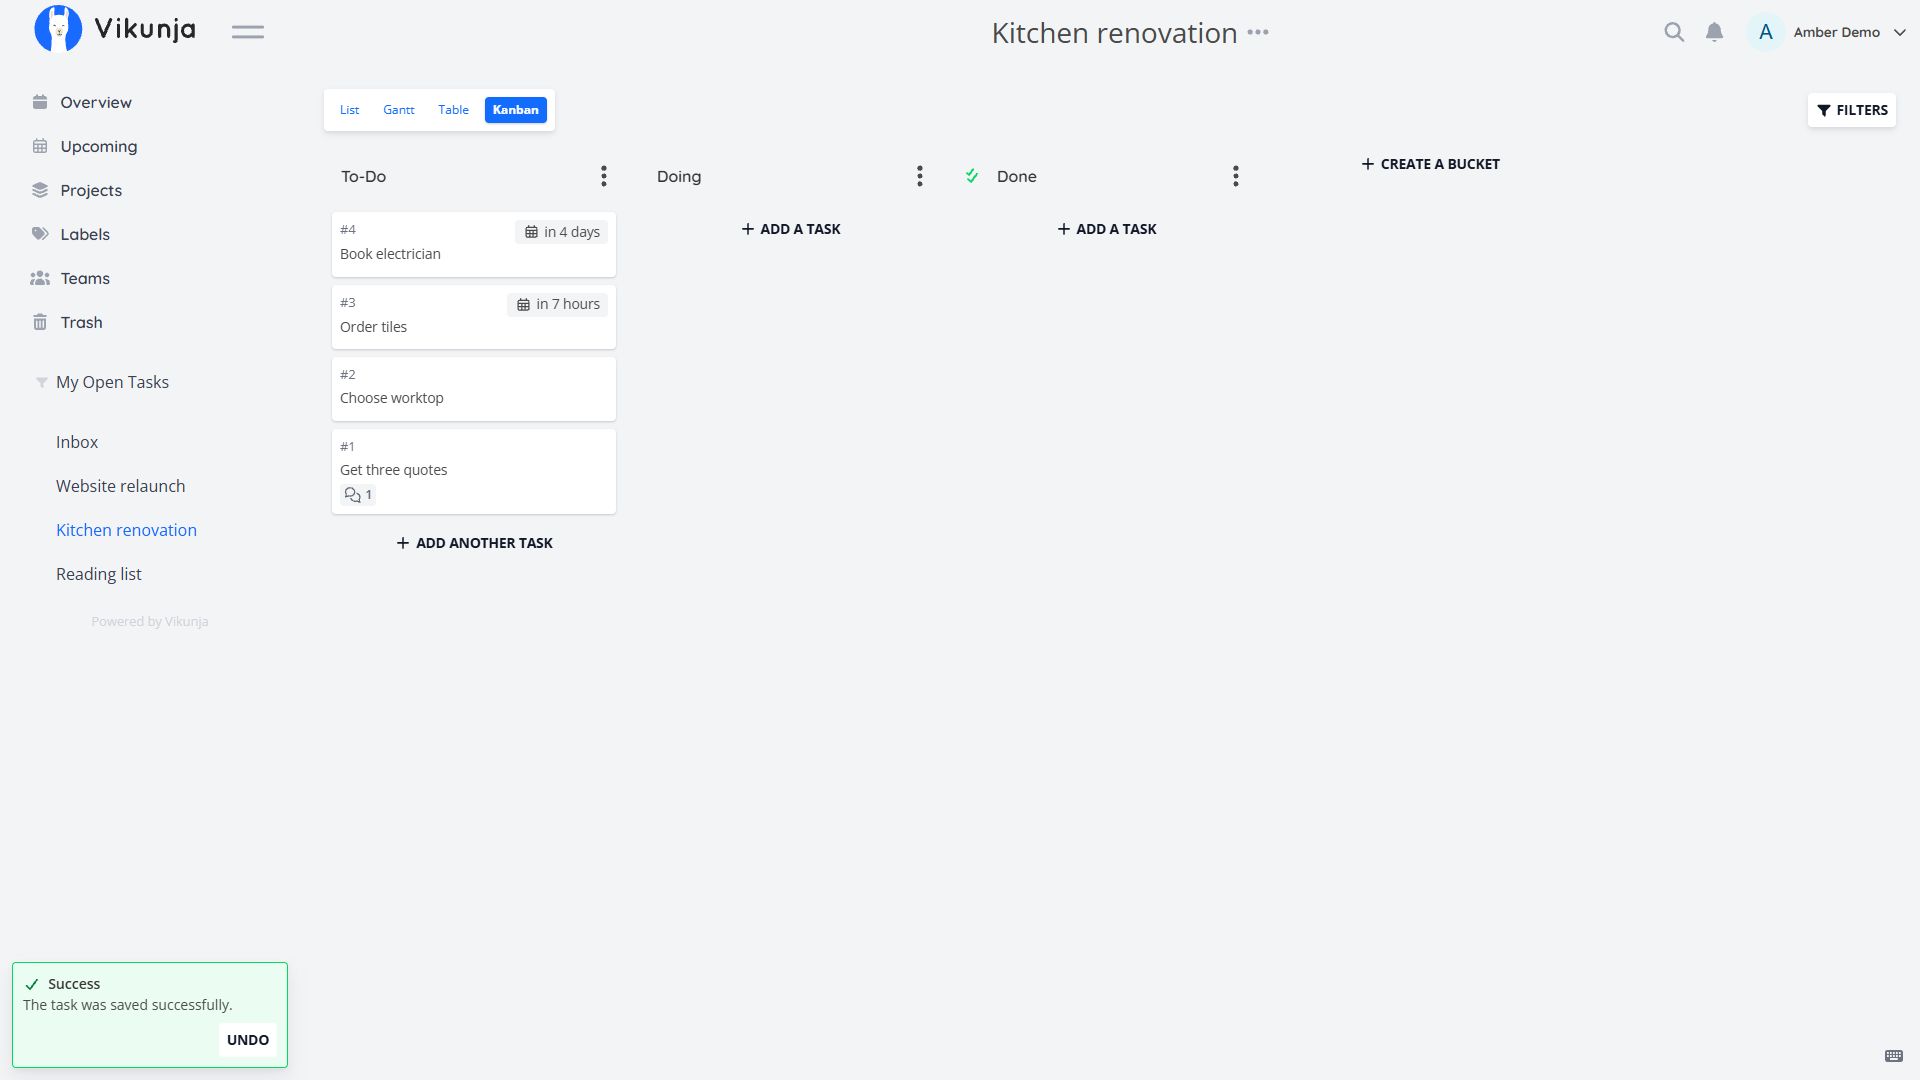 Vikunja
Kitchen renovation
A
Amber Demo
Overview
Upcoming
Projects
Labels
Teams
Trash
My Open Tasks
Inbox
Website relaunch
Kitchen renovation
Reading list
Powered by Vikunja
List
Gantt
Table
Kanban
FILTERS
To-Do
#4
in 4 days
Book electrician
#3
in 7 hours
Order tiles
#2
Choose worktop
#1
Get three quotes
1
ADD ANOTHER TASK
Doing
ADD A TASK
Done
ADD A TASK
CREATE A BUCKET
Success
The task was saved successfully.
UNDO